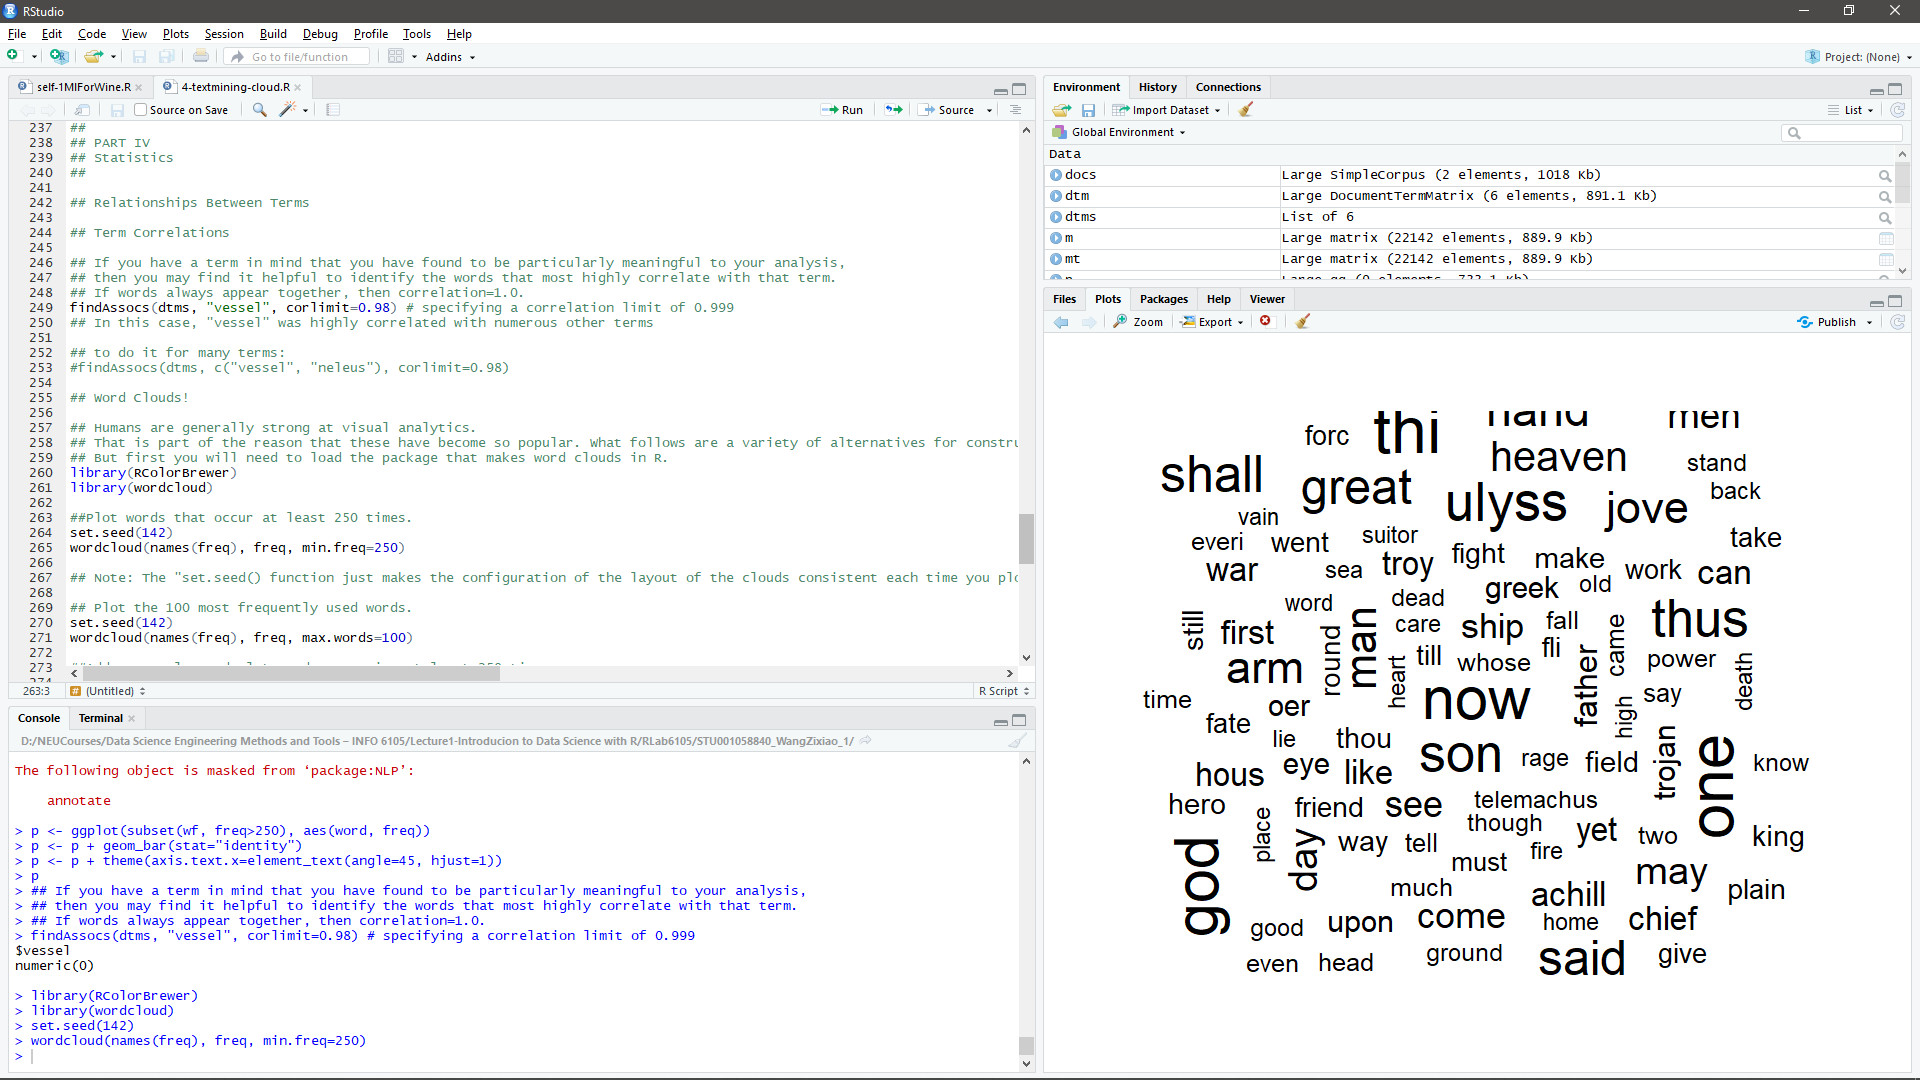 RStudio
File Edit Code View Plots Session Build Debug Profile Tools Help
Go to file/function Addins Project: (None)
self-1MIForWine.R 4-textmining-cloud.R
Source on Save Run Source
237 ##
238 ## PART IV
239 ## Statistics
240 ##
241
242 ## Relationships Between Terms
243
244 ## Term Correlations
245
246 ## If you have a term in mind that you have found to be particularly meaningful to your analysis,
247 ## then you may find it helpful to identify the words that most highly correlate with that term.
248 ## If words always appear together, then correlation=1.0.
249 findAssocs(dtms, "vessel", corlimit=0.98) # specifying a correlation limit of 0.999
250 ## In this case, "vessel" was highly correlated with numerous other terms
251
252 ## to do it for many terms:
253 #findAssocs(dtms, c("vessel", "neleus"), corlimit=0.98)
254
255 ## Word Clouds!
256
257 ## Humans are generally strong at visual analytics.
258 ## That is part of the reason that these have become so popular. What follows are a variety of alternatives for constru
259 ## But first you will need to load the package that makes word clouds in R.
260 library(RColorBrewer)
261 library(wordcloud)
262
263 ##Plot words that occur at least 250 times.
264 set.seed(142)
265 wordcloud(names(freq), freq, min.freq=250)
266
267 ## Note: The "set.seed() function just makes the configuration of the layout of the clouds consistent each time you plo
268
269 ## Plot the 100 most frequently used words.
270 set.seed(142)
271 wordcloud(names(freq), freq, max.words=100)
272
273
274
263:3 # (Untitled) R Script
Console Terminal
D:/NEUCourses/Data Science Engineering Methods and Tools – INFO 6105/Lecture1-Introducion to Data Science with R/RLab6105/STU001058840_WangZixiao_1/
The following object is masked from ‘package:NLP’:
annotate
> p <- ggplot(subset(wf, freq>250), aes(word, freq))
> p <- p + geom_bar(stat="identity")
> p <- p + theme(axis.text.x=element_text(angle=45, hjust=1))
> p
> ## If you have a term in mind that you have found to be particularly meaningful to your analysis,
> ## then you may find it helpful to identify the words that most highly correlate with that term.
> ## If words always appear together, then correlation=1.0.
> findAssocs(dtms, "vessel", corlimit=0.98) # specifying a correlation limit of 0.999
$vessel
numeric(0)
> library(RColorBrewer)
> library(wordcloud)
> set.seed(142)
> wordcloud(names(freq), freq, min.freq=250)
>
Environment History Connections
Import Dataset List
Global Environment
Data
docs Large SimpleCorpus (2 elements, 1018 Kb)
dtm Large DocumentTermMatrix (6 elements, 891.1 Kb)
dtms List of 6
m Large matrix (22142 elements, 889.9 Kb)
mt Large matrix (22142 elements, 889.9 Kb)
Files Plots Packages Help Viewer
Zoom Export Publish
forc thi hand men
shall great heaven stand
ulyss jove back
vain suitor take
everi went fight make
war sea troy work can
word dead greek old
still first round man care ship fall came thus
arm heart till whose fli father power death
time oer now high say
fate lie thou
hous eye like son rage field trojan one know
hero friend see telemachus
place day way tell though yet two king
god must fire
much achill may plain
good upon come home chief
even head ground said give